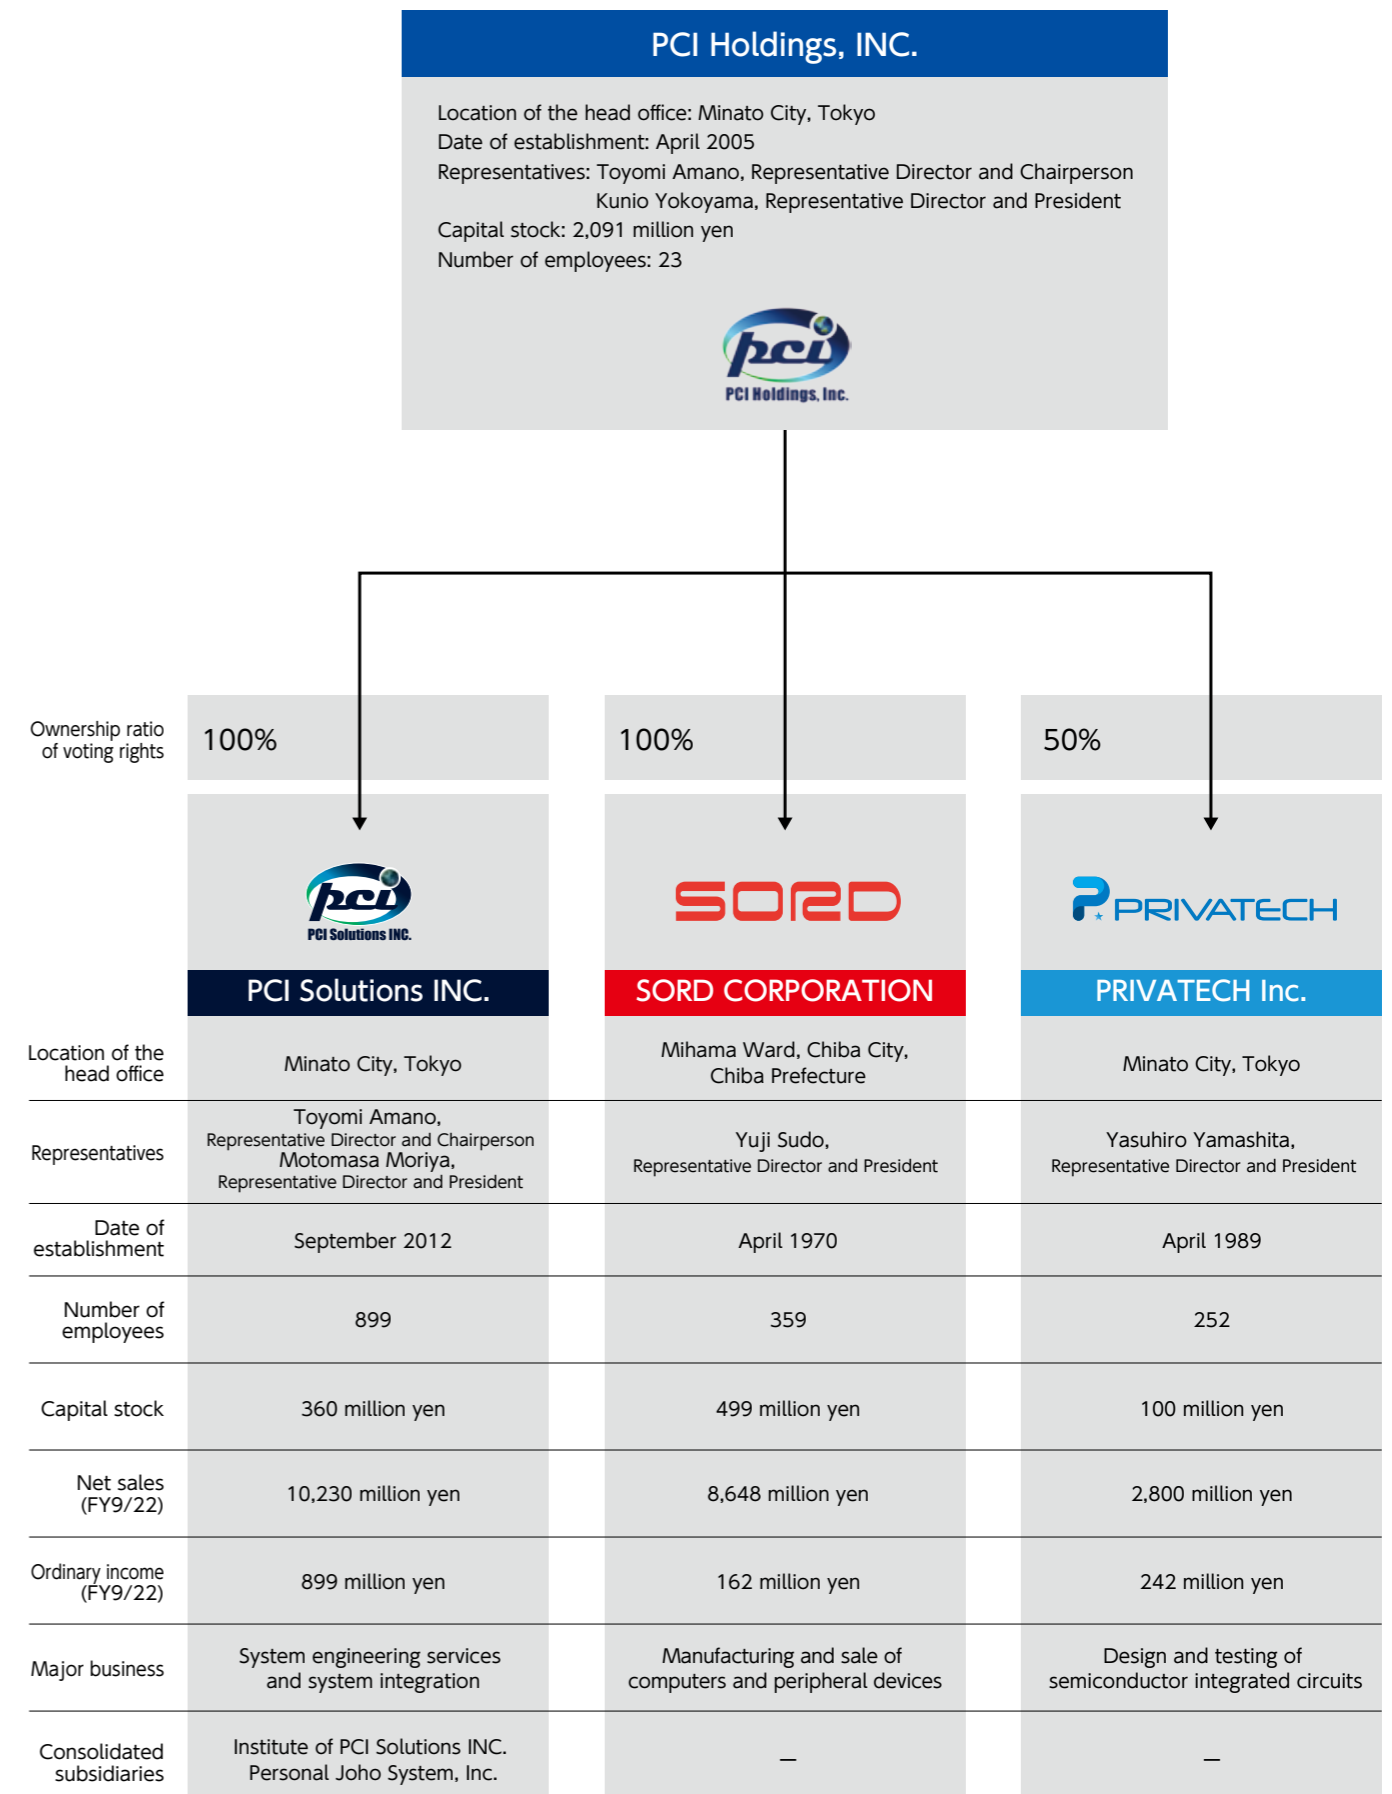 PCI Holdings, INC.
Location of the head office: Minato City, Tokyo
Date of establishment: April 2005
Representatives: Toyomi Amano, Representative Director and Chairperson
Kunio Yokoyama, Representative Director and President
Capital stock: 2,091 million yen
Number of employees: 23
pci
PCI Holdings, Inc.
Ownership ratio
of voting rights
100%
100%
50%
pci
PCI Solutions INC.
SORD
P. PRIVATECH
PCI Solutions INC.
SORD CORPORATION
PRIVATECH Inc.
Location of the
head office
Minato City, Tokyo
Mihama Ward, Chiba City,
Chiba Prefecture
Minato City, Tokyo
Representatives
Toyomi Amano,
Representative Director and Chairperson
Motomasa Moriya,
Representative Director and President
Yuji Sudo,
Representative Director and President
Yasuhiro Yamashita,
Representative Director and President
Date of
establishment
September 2012
April 1970
April 1989
Number of
employees
899
359
252
Capital stock
360 million yen
499 million yen
100 million yen
Net sales
(FY9/22)
10,230 million yen
8,648 million yen
2,800 million yen
Ordinary income
(FY9/22)
899 million yen
162 million yen
242 million yen
Major business
System engineering services
and system integration
Manufacturing and sale of
computers and peripheral devices
Design and testing of
semiconductor integrated circuits
Consolidated
subsidiaries
Institute of PCI Solutions INC.
Personal Joho System, Inc.
—
—